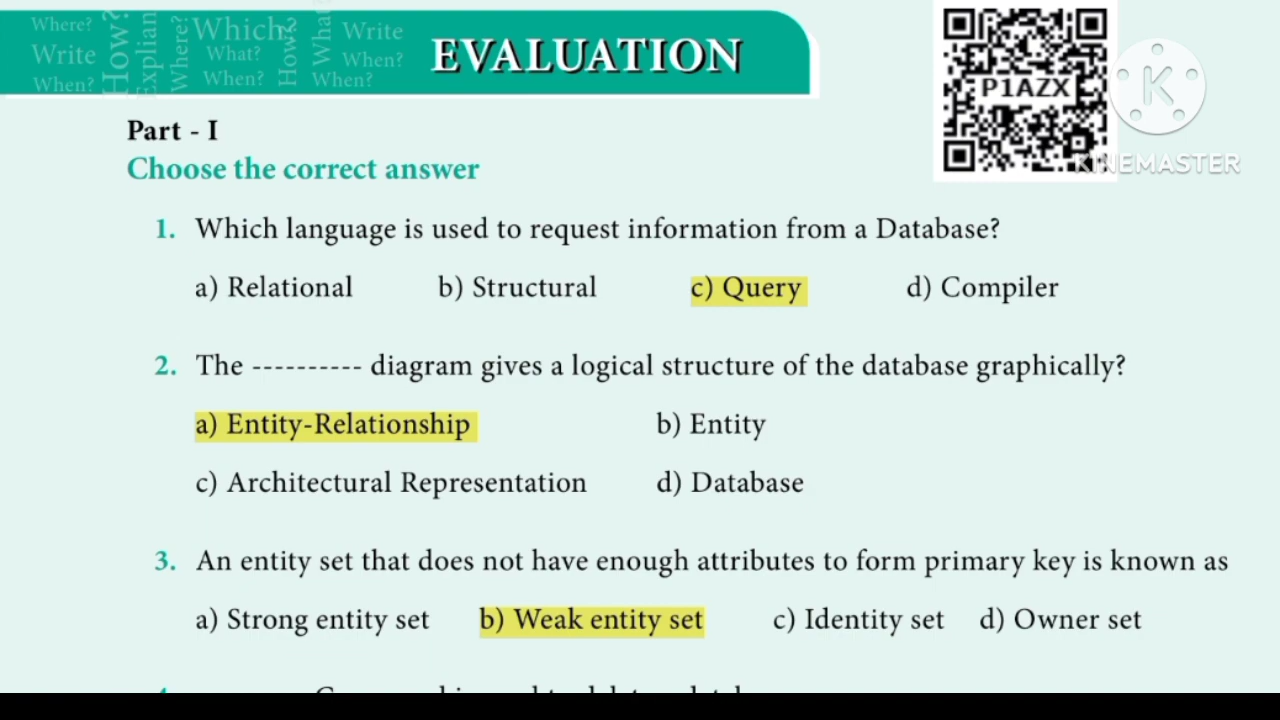 Where?
Write
When?
How?
Explian
Where?
Which?
What?
When?
How?
What?
Write
When?
When?
EVALUATION
P1AZX
K
KINEMASTER
Part - I
Choose the correct answer
1. Which language is used to request information from a Database?
a) Relational b) Structural c) Query d) Compiler
2. The ---------- diagram gives a logical structure of the database graphically?
a) Entity-Relationship b) Entity
c) Architectural Representation d) Database
3. An entity set that does not have enough attributes to form primary key is known as
a) Strong entity set b) Weak entity set c) Identity set d) Owner set